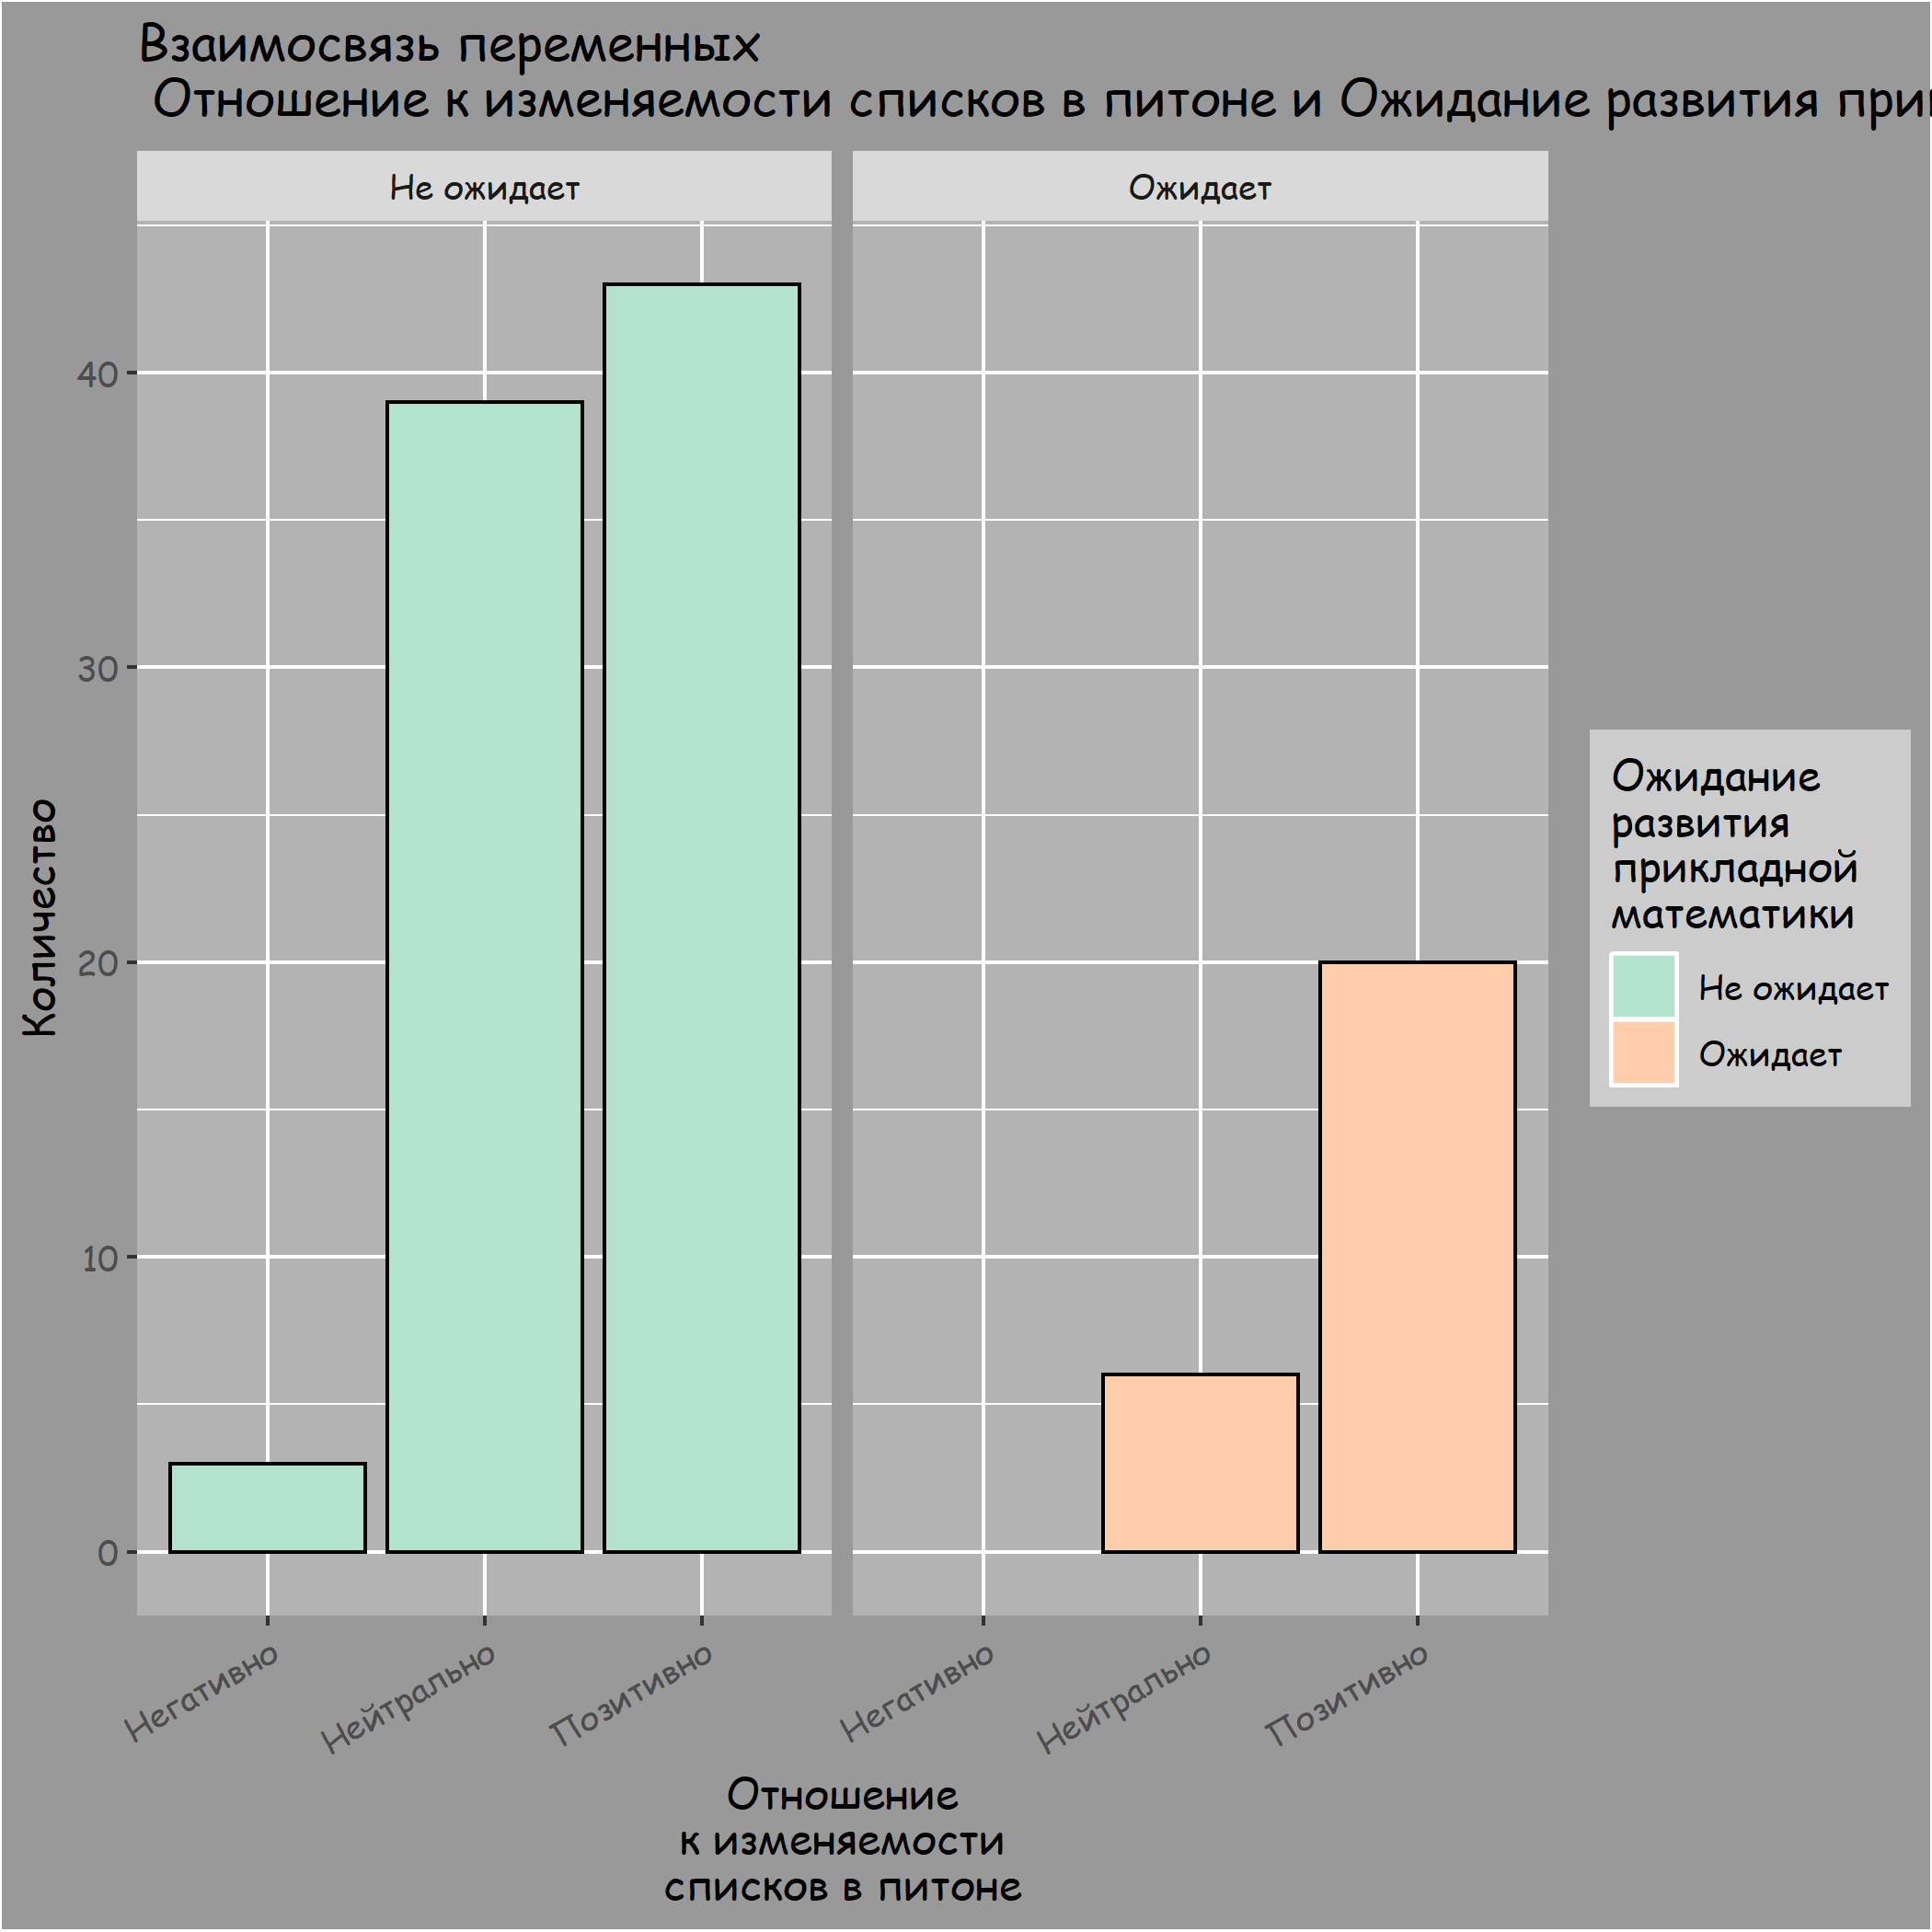 Взаимосвязь переменных
Отношение к изменяемости списков в питоне и Ожидание развития
Не ожидает
Ожидает
40
30
20
10
0
Количество
Негативно
Нейтрально
Позитивно
Негативно
Нейтрально
Позитивно
Отношение
к изменяемости
списков в питоне
Ожидание
развития
прикладной
математики
Не ожидает
Ожидает